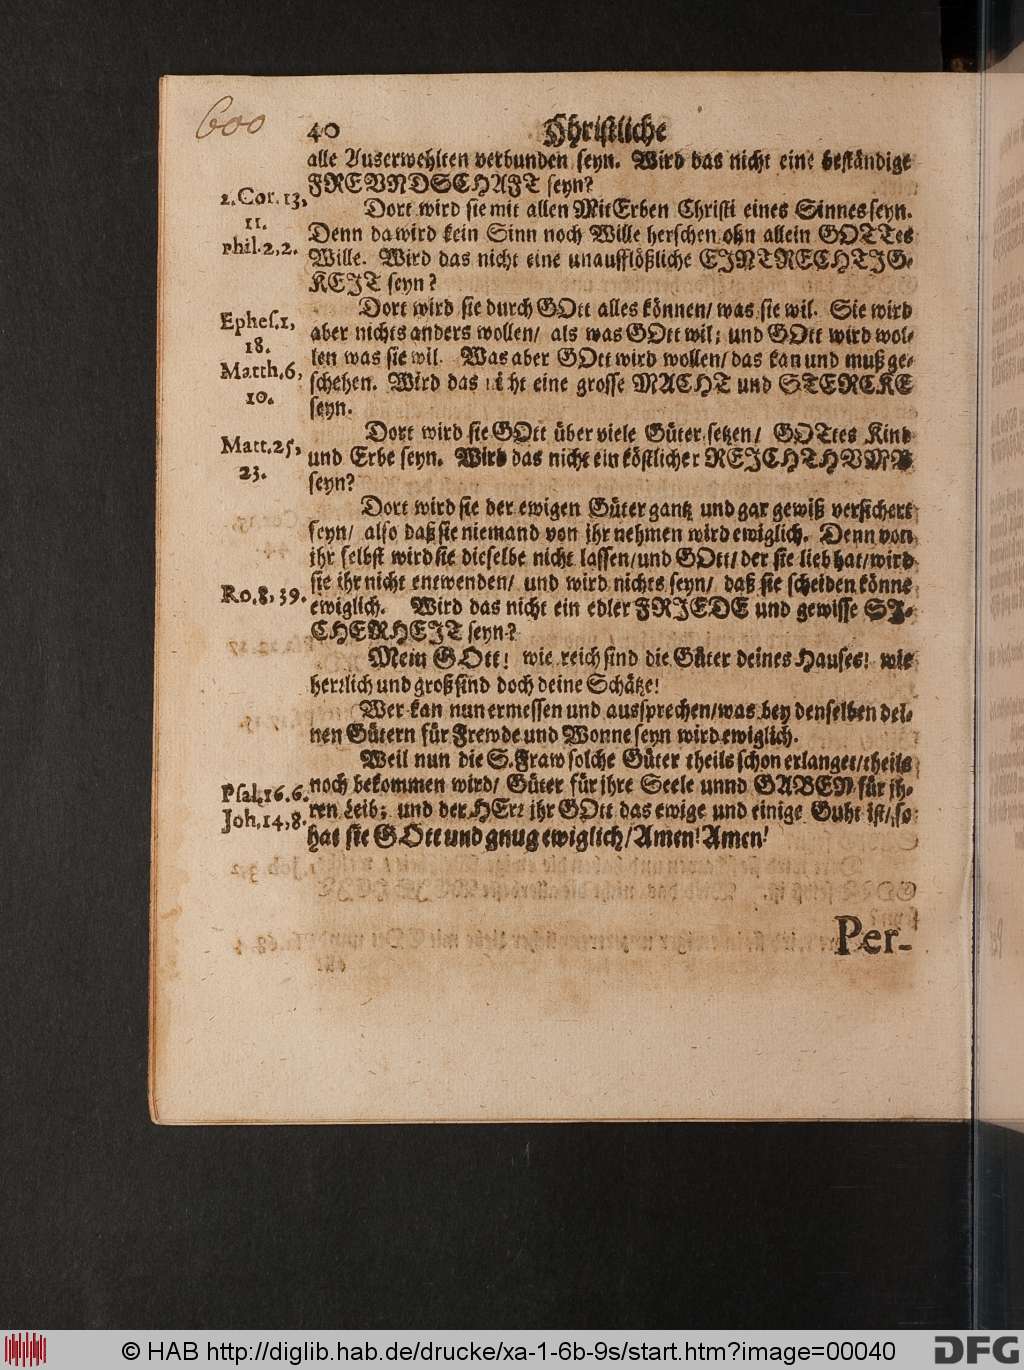 600
40 Christliche
alle Auserwehlten verbunden seyn. Wird das nicht eine beständige
FREVNDSCHAFT seyn?
2. Cor. 13,
11.
Dort wird sie mit allen MitErben Christi eines Sinnes seyn.
Phil. 2, 2.
Denn da wird kein Sinn noch Wille herschen ohn allein GOTTes
Wille. Wird das nicht eine unaufflößliche EINTRECHTIG-
KEIT seyn?
Ephes. 1,
18.
Dort wird sie durch GOtt alles können/ was sie wil. Sie wird
aber nichts anders wollen/ als was GOtt wil; und GOtt wird wol-
Matth. 6,
10.
len was sie wil. Was aber GOtt wird wollen/ das kan und muß ge-
schehen. Wird das nicht eine grosse MACHT und STERCKE
seyn.
Matt. 25,
23.
Dort wird sie GOtt über viele Güter setzen/ GOTtes Kind
und Erbe seyn. Wird das nicht ein köstlicher REICHTHVMB
seyn?
Dort wird sie der ewigen Güter gantz und gar gewiß versichert
seyn/ also daß sie niemand von ihr nehmen wird ewiglich. Denn von
ihr selbst wird sie dieselbe nicht lassen/ und GOtt/ der sie lieb hat/ wird
sie ihr nicht entwenden/ und wird nichts seyn/ daß sie scheiden könne
Ro. 8, 39.
ewiglich. Wird das nicht ein edler FRIEDE und gewisse SI-
CHERHEIT seyn?
Mein GOtt! wie reich sind die Güter deines Hauses! wie
herrlich und groß sind doch deine Schätze!
Wer kan nun ermessen und aussprechen/ was bey denselben dei-
nen Gütern für Frewde und Wonne seyn wird ewiglich.
Weil nun die S. Fraw solche Güter theils schon erlanget/ theils
Psal. 16. 6.
noch bekommen wird/ Güter für ihre Seele unnd GABEN für ih-
Joh. 14, 8.
ren Leib; und der HErr ihr GOtt das ewige und einige Guht ist/ so
hat sie GOtt und gnug ewiglich/ Amen! Amen!
Per-
© HAB http://diglib.hab.de/drucke/xa-1-6b-9s/start.htm?image=00040
DFG